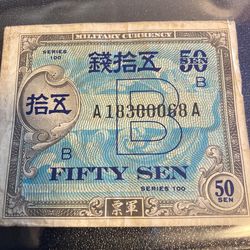 MILITARY CURRENCY
SERIES
100
錢拾五
50
SEN
B
拾五
A18300068A
B
B
FIFTY SEN
SERIES 100
票軍
50
SEN